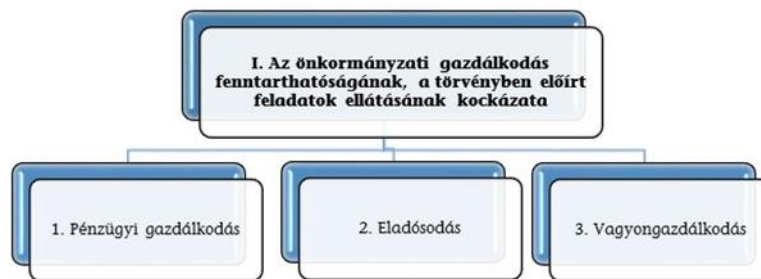 I. Az önkormányzati gazdálkodás
fenntarthatóságának, a törvényben előírt
feladatok ellátásának kockázata
1. Pénzügyi gazdálkodás
2. Eladósodás
3. Vagyongazdálkodás